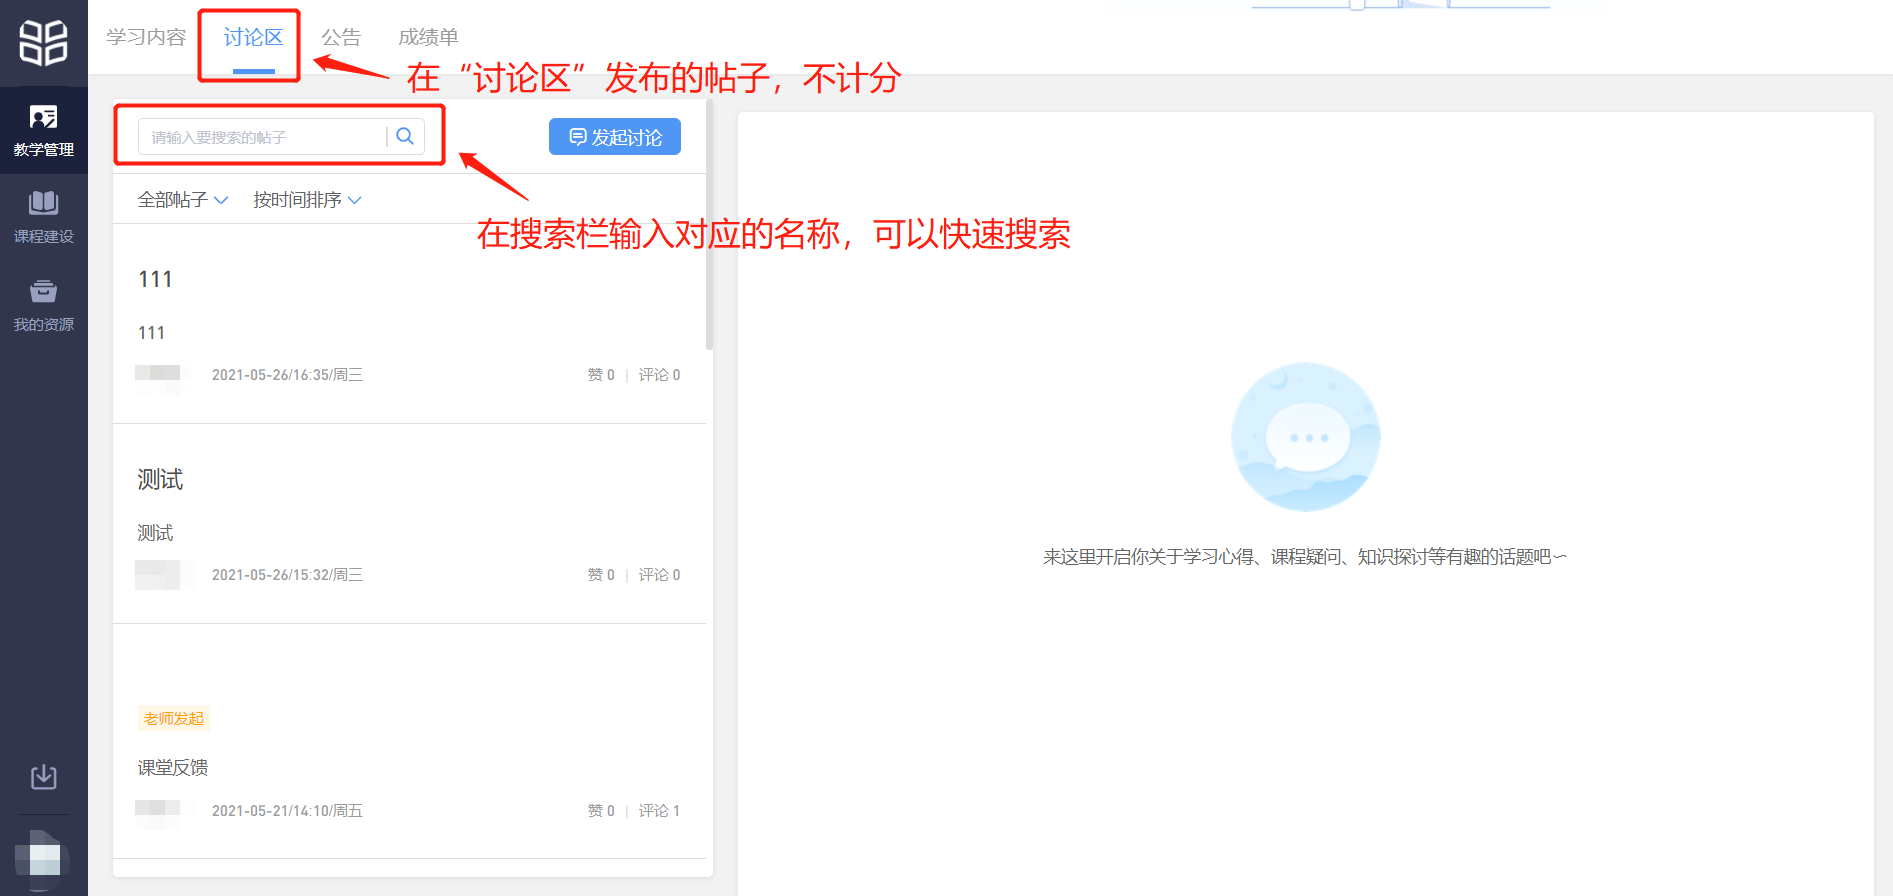 学习内容 讨论区 公告 成绩单
在“讨论区”发布的帖子，不计分
教学管理
课程建设
我的资源
请输入要搜索的帖子
发起讨论
全部帖子 按时间排序
在搜索栏输入对应的名称，可以快速搜索
111
111
2021-05-26/16:35/周三 赞 0 | 评论 0
测试
测试
2021-05-26/15:32/周三 赞 0 | 评论 0
老师发起
课堂反馈
2021-05-21/14:10/周五 赞 0 | 评论 1
来这里开启你关于学习心得、课程疑问、知识探讨等有趣的话题吧~